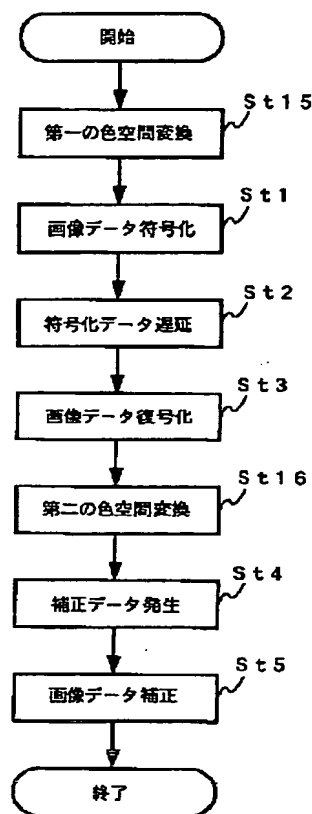 開始
St15
第一の色空間変換
St1
画像データ符号化
St2
符号化データ遅延
St3
画像データ復号化
St16
第二の色空間変換
St4
補正データ発生
St5
画像データ補正
終了